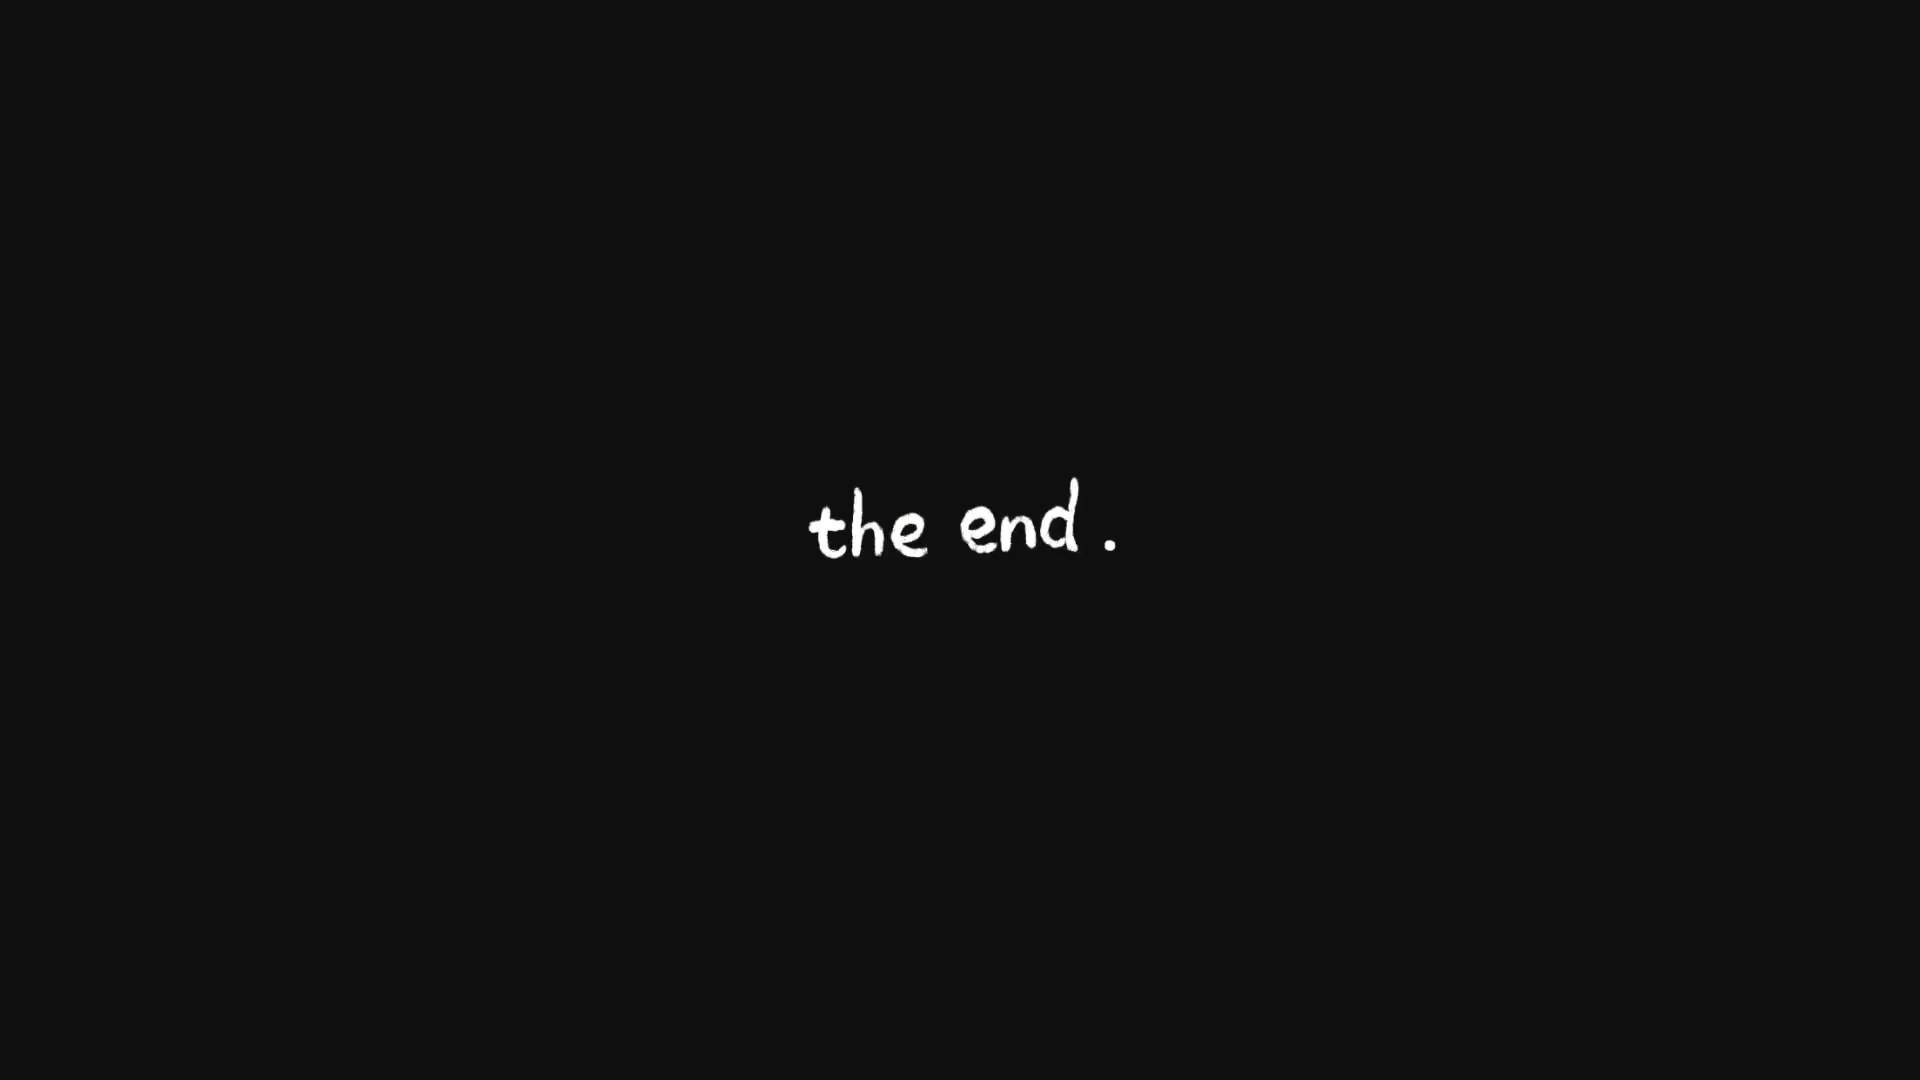 the end .